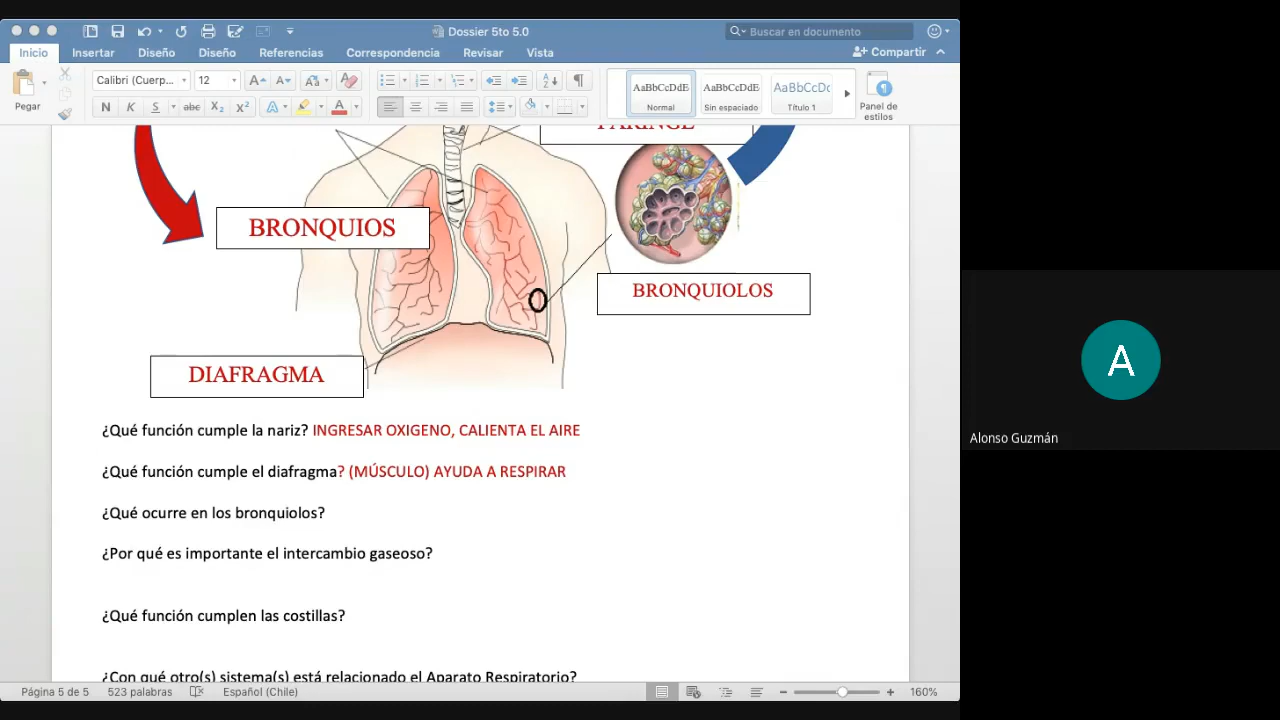 Dossier 5to 5.0
Buscar en documento
Inicio Insertar Diseño Diseño Referencias Correspondencia Revisar Vista
Compartir
Calibri (Cuerp... 12
Pegar
N K S abc X₂ X²
AaBbCcDdE AaBbCcDdE AaBbCcDc
Normal Sin espaciado Título 1
Panel de
estilos
FARINGE
BRONQUIOS
BRONQUIOLOS
DIAFRAGMA
¿Qué función cumple la nariz? INGRESAR OXIGENO, CALIENTA EL AIRE
¿Qué función cumple el diafragma? (MÚSCULO) AYUDA A RESPIRAR
¿Qué ocurre en los bronquiolos?
¿Por qué es importante el intercambio gaseoso?
¿Qué función cumplen las costillas?
¿Con qué otro(s) sistema(s) está relacionado el Aparato Respiratorio?
Página 5 de 5 523 palabras Español (Chile) 160%
A
Alonso Guzmán